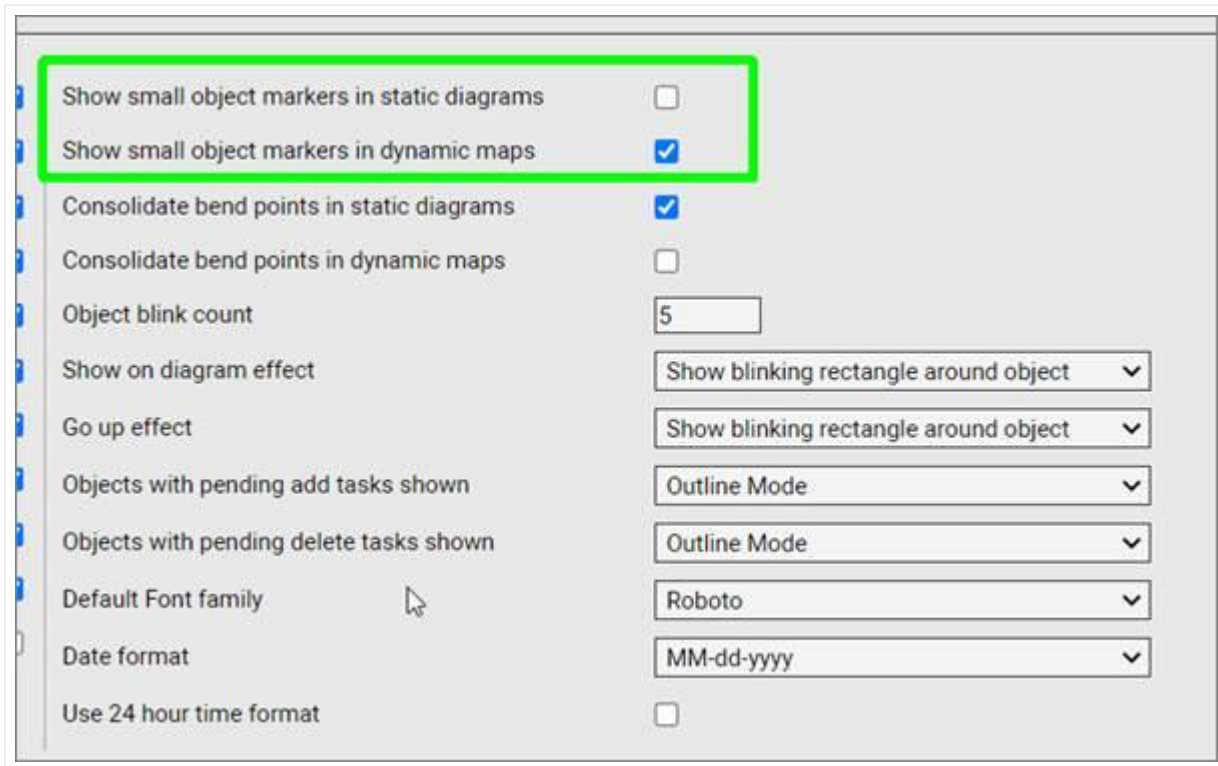 Show small object markers in static diagrams
Show small object markers in dynamic maps
Consolidate bend points in static diagrams
Consolidate bend points in dynamic maps
Object blink count 5
Show on diagram effect Show blinking rectangle around object
Go up effect Show blinking rectangle around object
Objects with pending add tasks shown Outline Mode
Objects with pending delete tasks shown Outline Mode
Default Font family Roboto
Date format MM-dd-yyyy
Use 24 hour time format